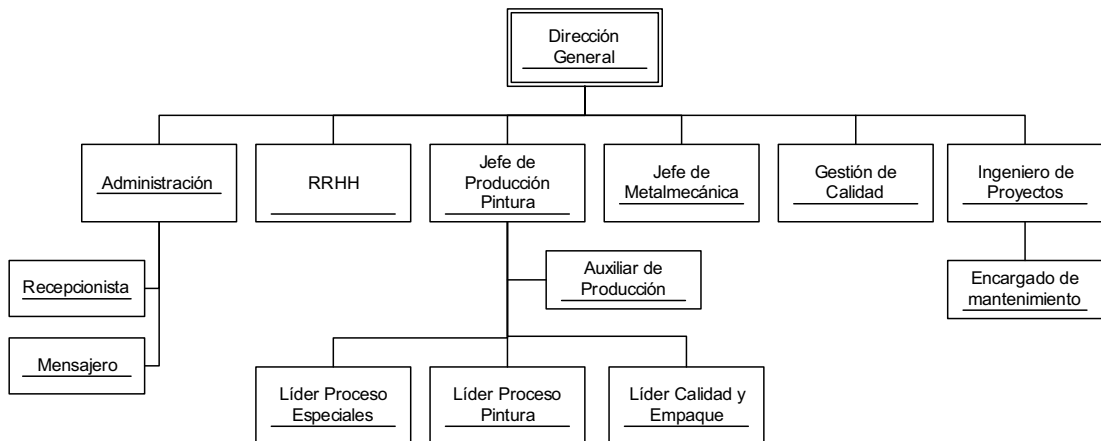 Dirección
General
Administración
RRHH
Jefe de
Producción
Pintura
Jefe de
Metalmecánica
Gestión de
Calidad
Ingeniero de
Proyectos
Recepcionista
Mensajero
Auxiliar de
Producción
Encargado de
mantenimiento
Líder Proceso
Especiales
Líder Proceso
Pintura
Líder Calidad y
Empaque